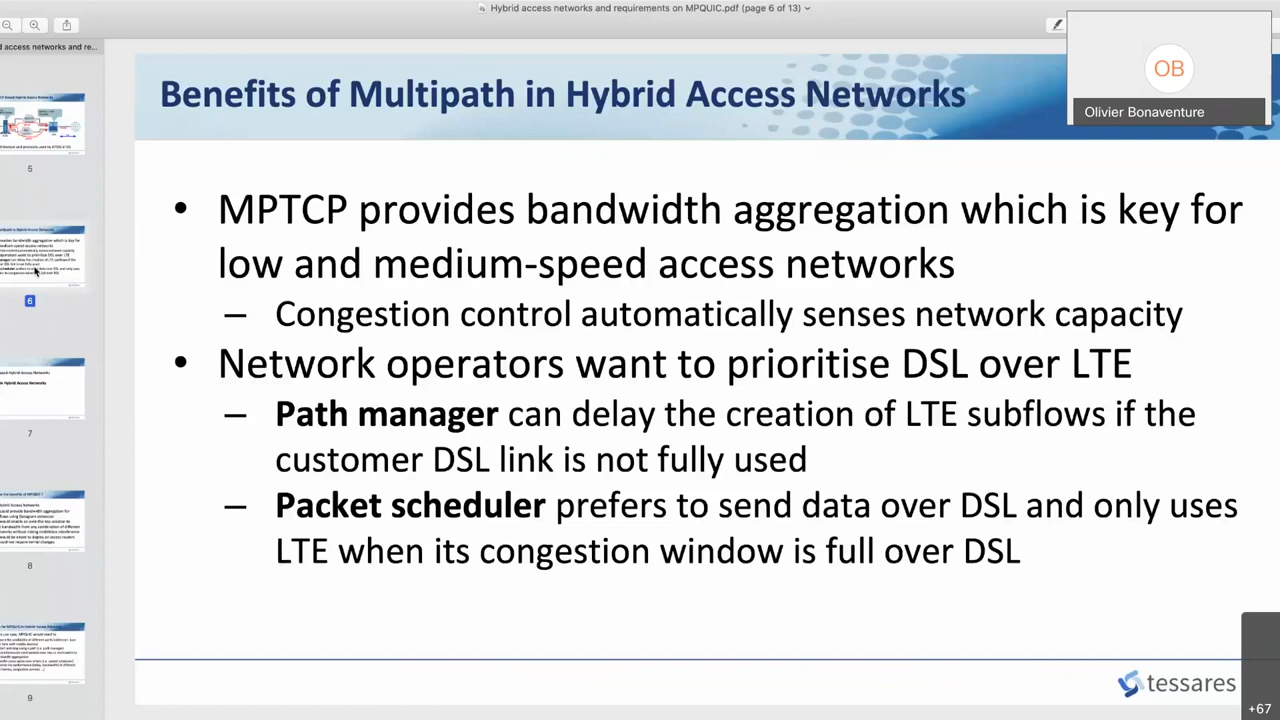 Hybrid access networks and requirements on MPQUIC.pdf (page 6 of 13)
d access networks and re...
OB
Olivier Bonaventure
Benefits of Multipath in Hybrid Access Networks
• MPTCP provides bandwidth aggregation which is key for
low and medium-speed access networks
– Congestion control automatically senses network capacity
• Network operators want to prioritise DSL over LTE
– Path manager can delay the creation of LTE subflows if the
customer DSL link is not fully used
– Packet scheduler prefers to send data over DSL and only uses
LTE when its congestion window is full over DSL
tessares
+67
5
6
7
8
9